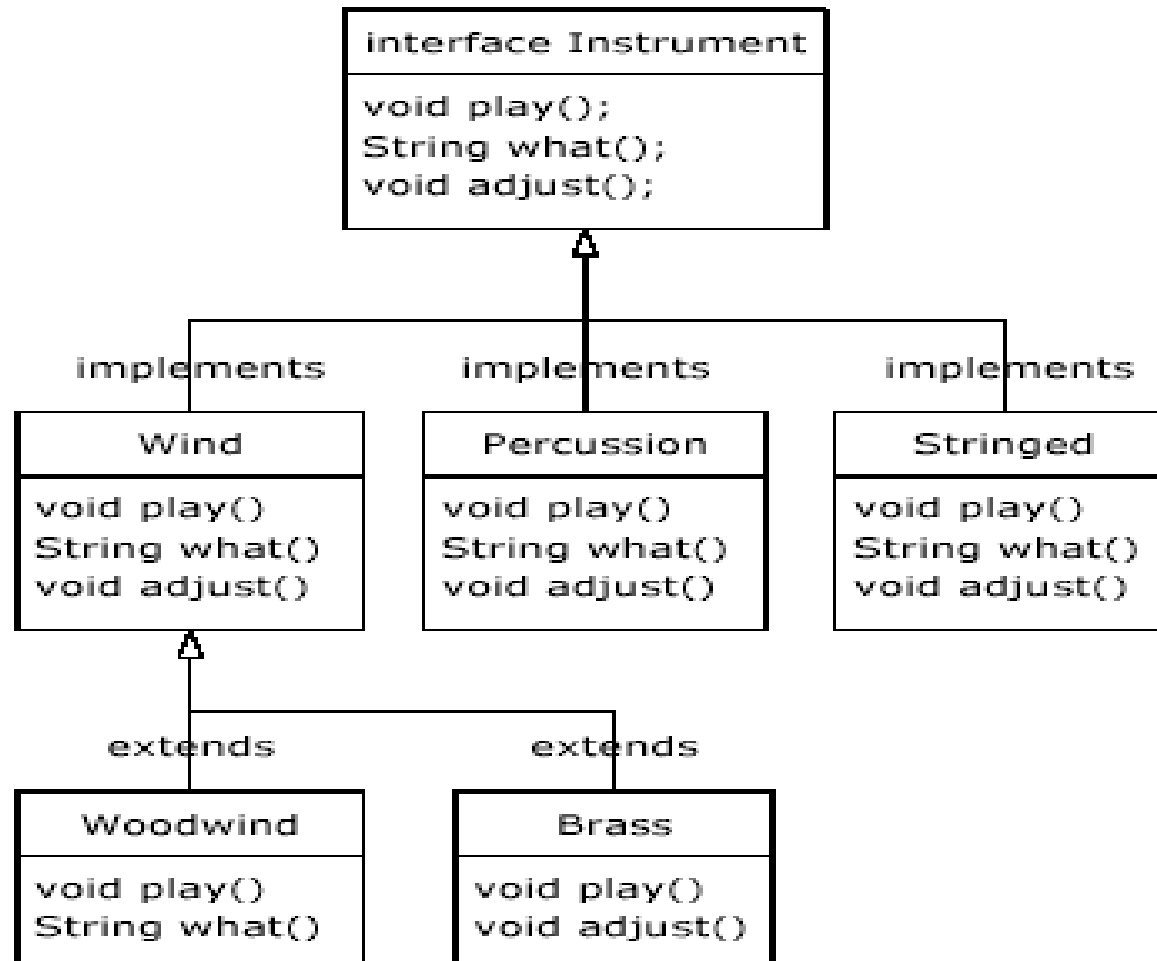 interface Instrument
void play();
String what();
void adjust();
implements
implements
implements
Wind
void play()
String what()
void adjust()
Percussion
void play()
String what()
void adjust()
Stringed
void play()
String what()
void adjust()
extends
extends
Woodwind
void play()
String what()
Brass
void play()
void adjust()